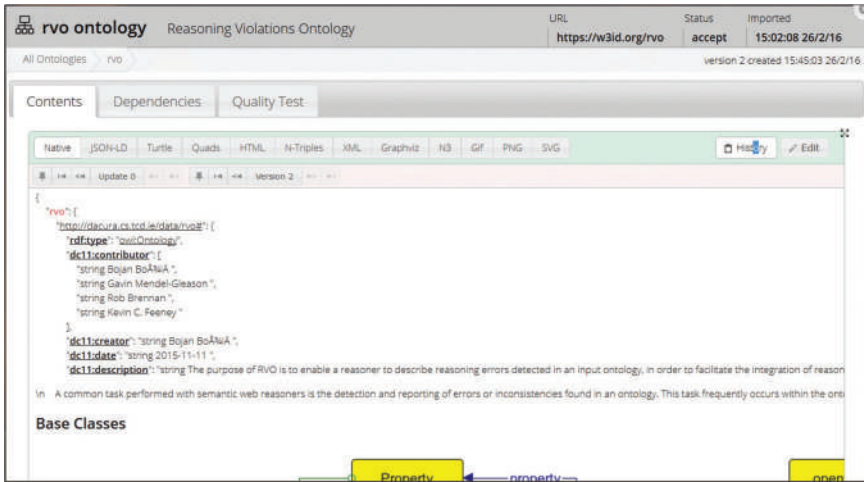 rvo ontology Reasoning Violations Ontology URL Status Imported
https://w3id.org/rvo accept 15:02:08 26/2/16
All Ontologies rvo version 2 created 15:45:03 26/2/16
Contents Dependencies Quality Test
Native JSON-LD Turtle Quads HTML N-Triples XML Graphviz N3 Gif PNG SVG History Edit
Update 0 Version 2
{
"rvo": {
"http://dacura.cs.tcd.ie/data/rvo#": {
"rdf:type": "owl:Ontology",
"dc11:contributor": [
"string Bojan BoÅ¾iÄ ",
"string Gavin Mendel-Gleason ",
"string Rob Brennan ",
"string Kevin C. Feeney "
],
"dc11:creator": "string Bojan BoÅ¾iÄ ",
"dc11:date": "string 2015-11-11 ",
"dc11:description": "string The purpose of RVO is to enable a reasoner to describe reasoning errors detected in an input ontology, in order to facilitate the integration of reason
\n A common task performed with semantic web reasoners is the detection and reporting of errors or inconsistencies found in an ontology. This task frequently occurs within the onto
Base Classes
Property property open